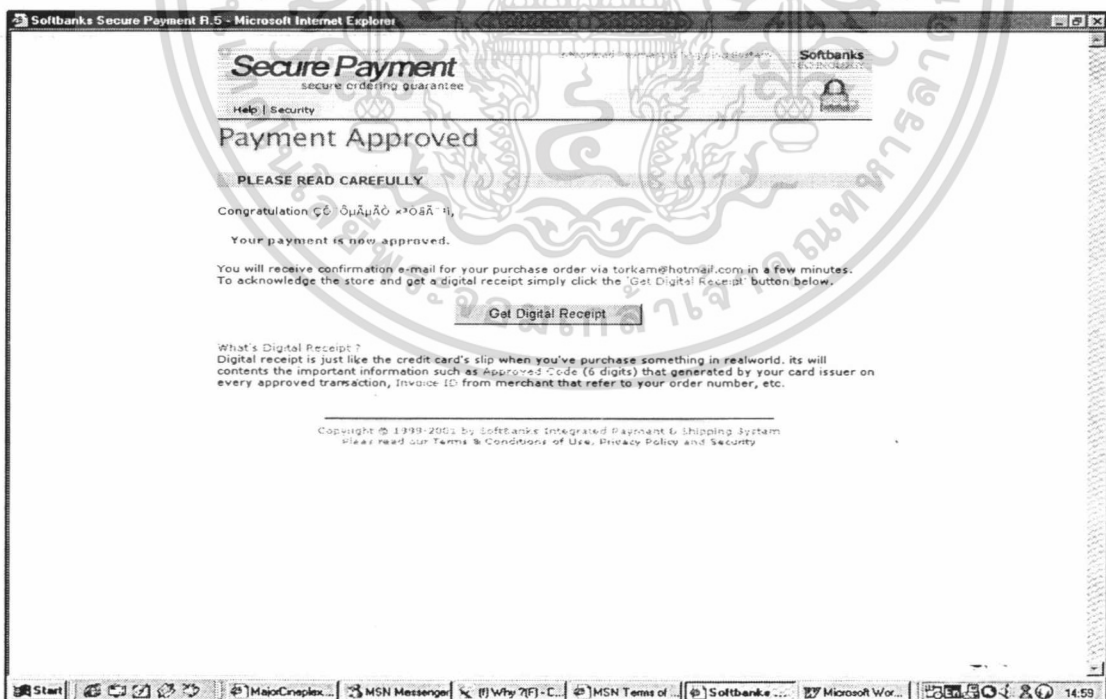 Softbanks Secure Payment R.5 - Microsoft Internet Explorer
Secure Payment
secure ordering guarantee
Softbanks
TECHNOLOGY
Help | Security
Payment Approved
PLEASE READ CAREFULLY
Congratulation
Your payment is now approved.
You will receive confirmation e-mail for your purchase order via torkam@hotmail.com in a few minutes.
To acknowledge the store and get a digital receipt simply click the 'Get Digital Receipt' button below.
Get Digital Receipt
What's Digital Receipt ?
Digital receipt is just like the credit card's slip when you've purchase something in realworld. its will
contents the important information such as Approved Code (6 digits) that generated by your card issuer on
every approved transaction, Invoice ID from merchant that refer to your order number, etc.
Copyright © 1999-2001 by Softbanks Integrated Payment & Shipping System
Pleas read our Terms & Conditions of Use, Privacy Policy and Security
Start MajorCineplex... MSN Messenger (!) Why ?(F) - C... MSN Terms of ... Softbanks ... Microsoft Wor... 14:59